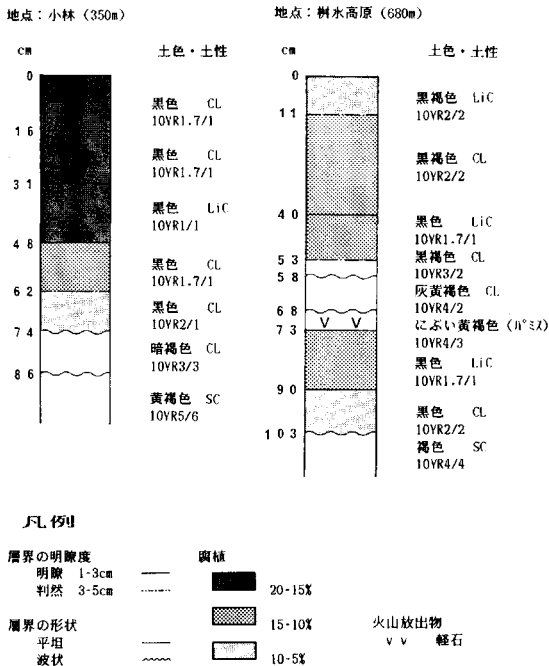 地点：小林（350m）
cm 土色・土性
0
黒色 CL
10YR1.7/1
16
黒色 CL
10YR1.7/1
31
黒色 LiC
10YR1/1
48
黒色 CL
10YR1.7/1
62
黒色 CL
10YR2/1
74
暗褐色 CL
10YR3/3
86
黄褐色 SC
10YR5/6
地点：桝水高原（680m）
cm 土色・土性
0
黒褐色 LiC
10YR2/2
11
黒褐色 CL
10YR2/2
40
黒色 LiC
10YR1.7/1
53
黒褐色 CL
10YR3/2
58
灰黄褐色 CL
10YR4/2
68
にぶい黄褐色（パミス）
10YR4/3
V V
73
黒色 LiC
10YR1.7/1
90
黒色 CL
10YR2/2
103
褐色 SC
10YR4/4
凡例
層界の明瞭度
明瞭 1-3cm
判然 3-5cm
層界の形状
平坦
波状
腐植
20-15%
15-10%
10-5%
火山放出物
v v 軽石